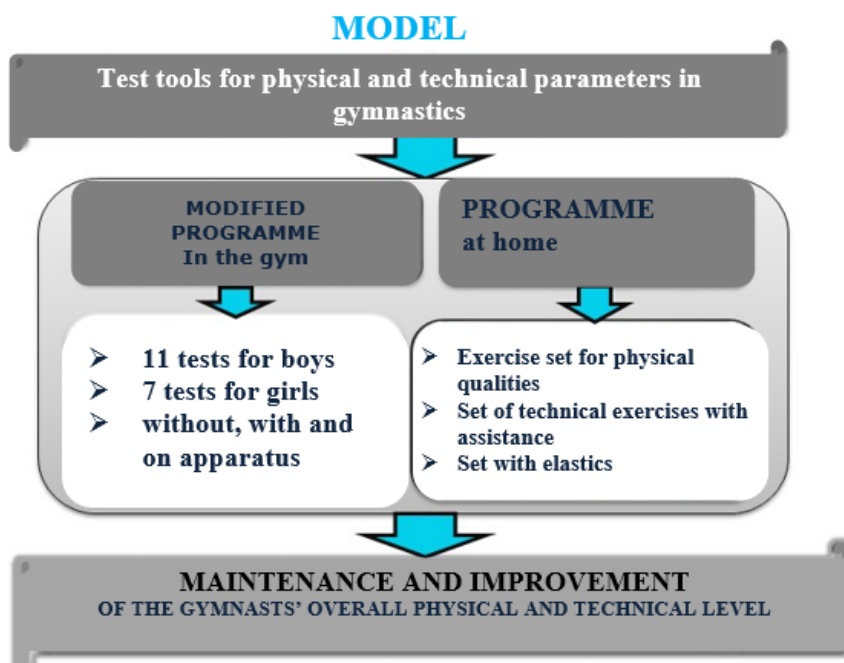 MODEL
Test tools for physical and technical parameters in
gymnastics
MODIFIED
PROGRAMME
In the gym
PROGRAMME
at home
➢ 11 tests for boys
➢ 7 tests for girls
➢ without, with and
on apparatus
➢ Exercise set for physical
qualities
➢ Set of technical exercises with
assistance
➢ Set with elastics
MAINTENANCE AND IMPROVEMENT
OF THE GYMNASTS’ OVERALL PHYSICAL AND TECHNICAL LEVEL